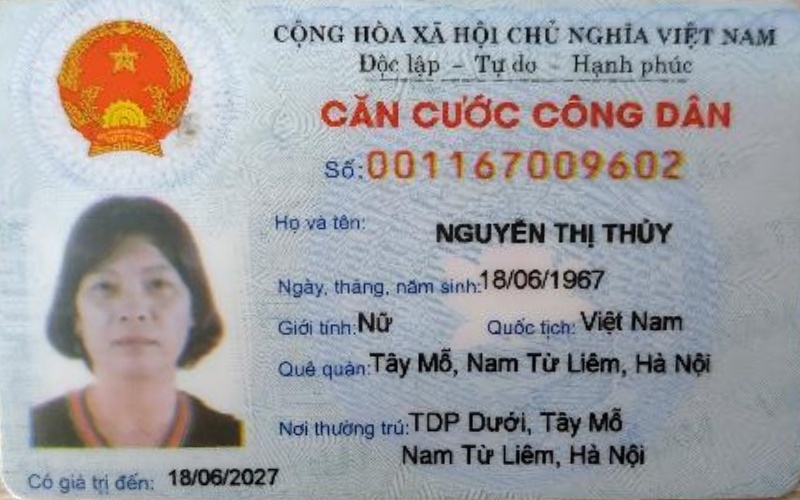 CỘNG HÒA XÃ HỘI CHỦ NGHĨA VIỆT NAM
Độc lập – Tự do – Hạnh phúc
CĂN CƯỚC CÔNG DÂN
Số: 001167009602
Họ và tên: NGUYỄN THỊ THỦY
Ngày, tháng, năm sinh: 18/06/1967
Giới tính: Nữ Quốc tịch: Việt Nam
Quê quán: Tây Mỗ, Nam Từ Liêm, Hà Nội
Nơi thường trú: TDP Dưới, Tây Mỗ
Nam Từ Liêm, Hà Nội
Có giá trị đến: 18/06/2027